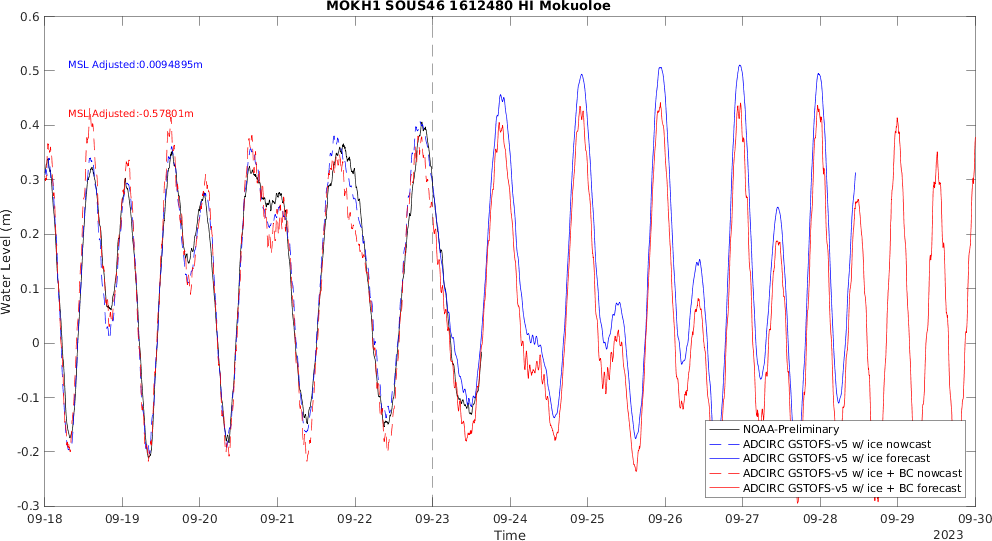 MOKH1 SOUS46 1612480 HI Mokuoloe
0.6
0.5
0.4
0.3
0.2
0.1
0
-0.1
-0.2
-0.3
Water Level (m)
MSL Adjusted:0.0094895m
MSL Adjusted:-0.57801m
NOAA-Preliminary
ADCIRC GSTOFS-v5 w/ ice nowcast
ADCIRC GSTOFS-v5 w/ ice forecast
ADCIRC GSTOFS-v5 w/ ice + BC nowcast
ADCIRC GSTOFS-v5 w/ ice + BC forecast
09-18 09-19 09-20 09-21 09-22 09-23 09-24 09-25 09-26 09-27 09-28 09-29 09-30
Time
2023